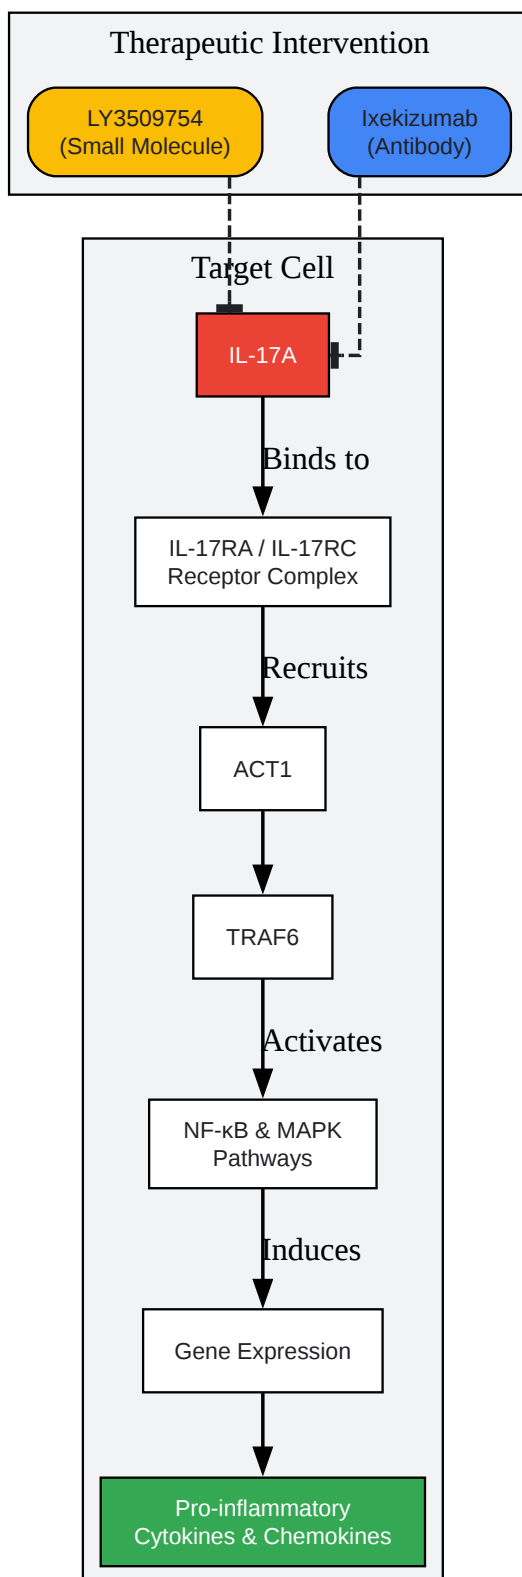 Therapeutic Intervention
LY3509754
(Small Molecule)
Ixekizumab
(Antibody)
Target Cell
IL-17A
Binds to
IL-17RA / IL-17RC
Receptor Complex
Recruits
ACT1
TRAF6
Activates
NF-κB & MAPK
Pathways
Induces
Gene Expression
Pro-inflammatory
Cytokines & Chemokines